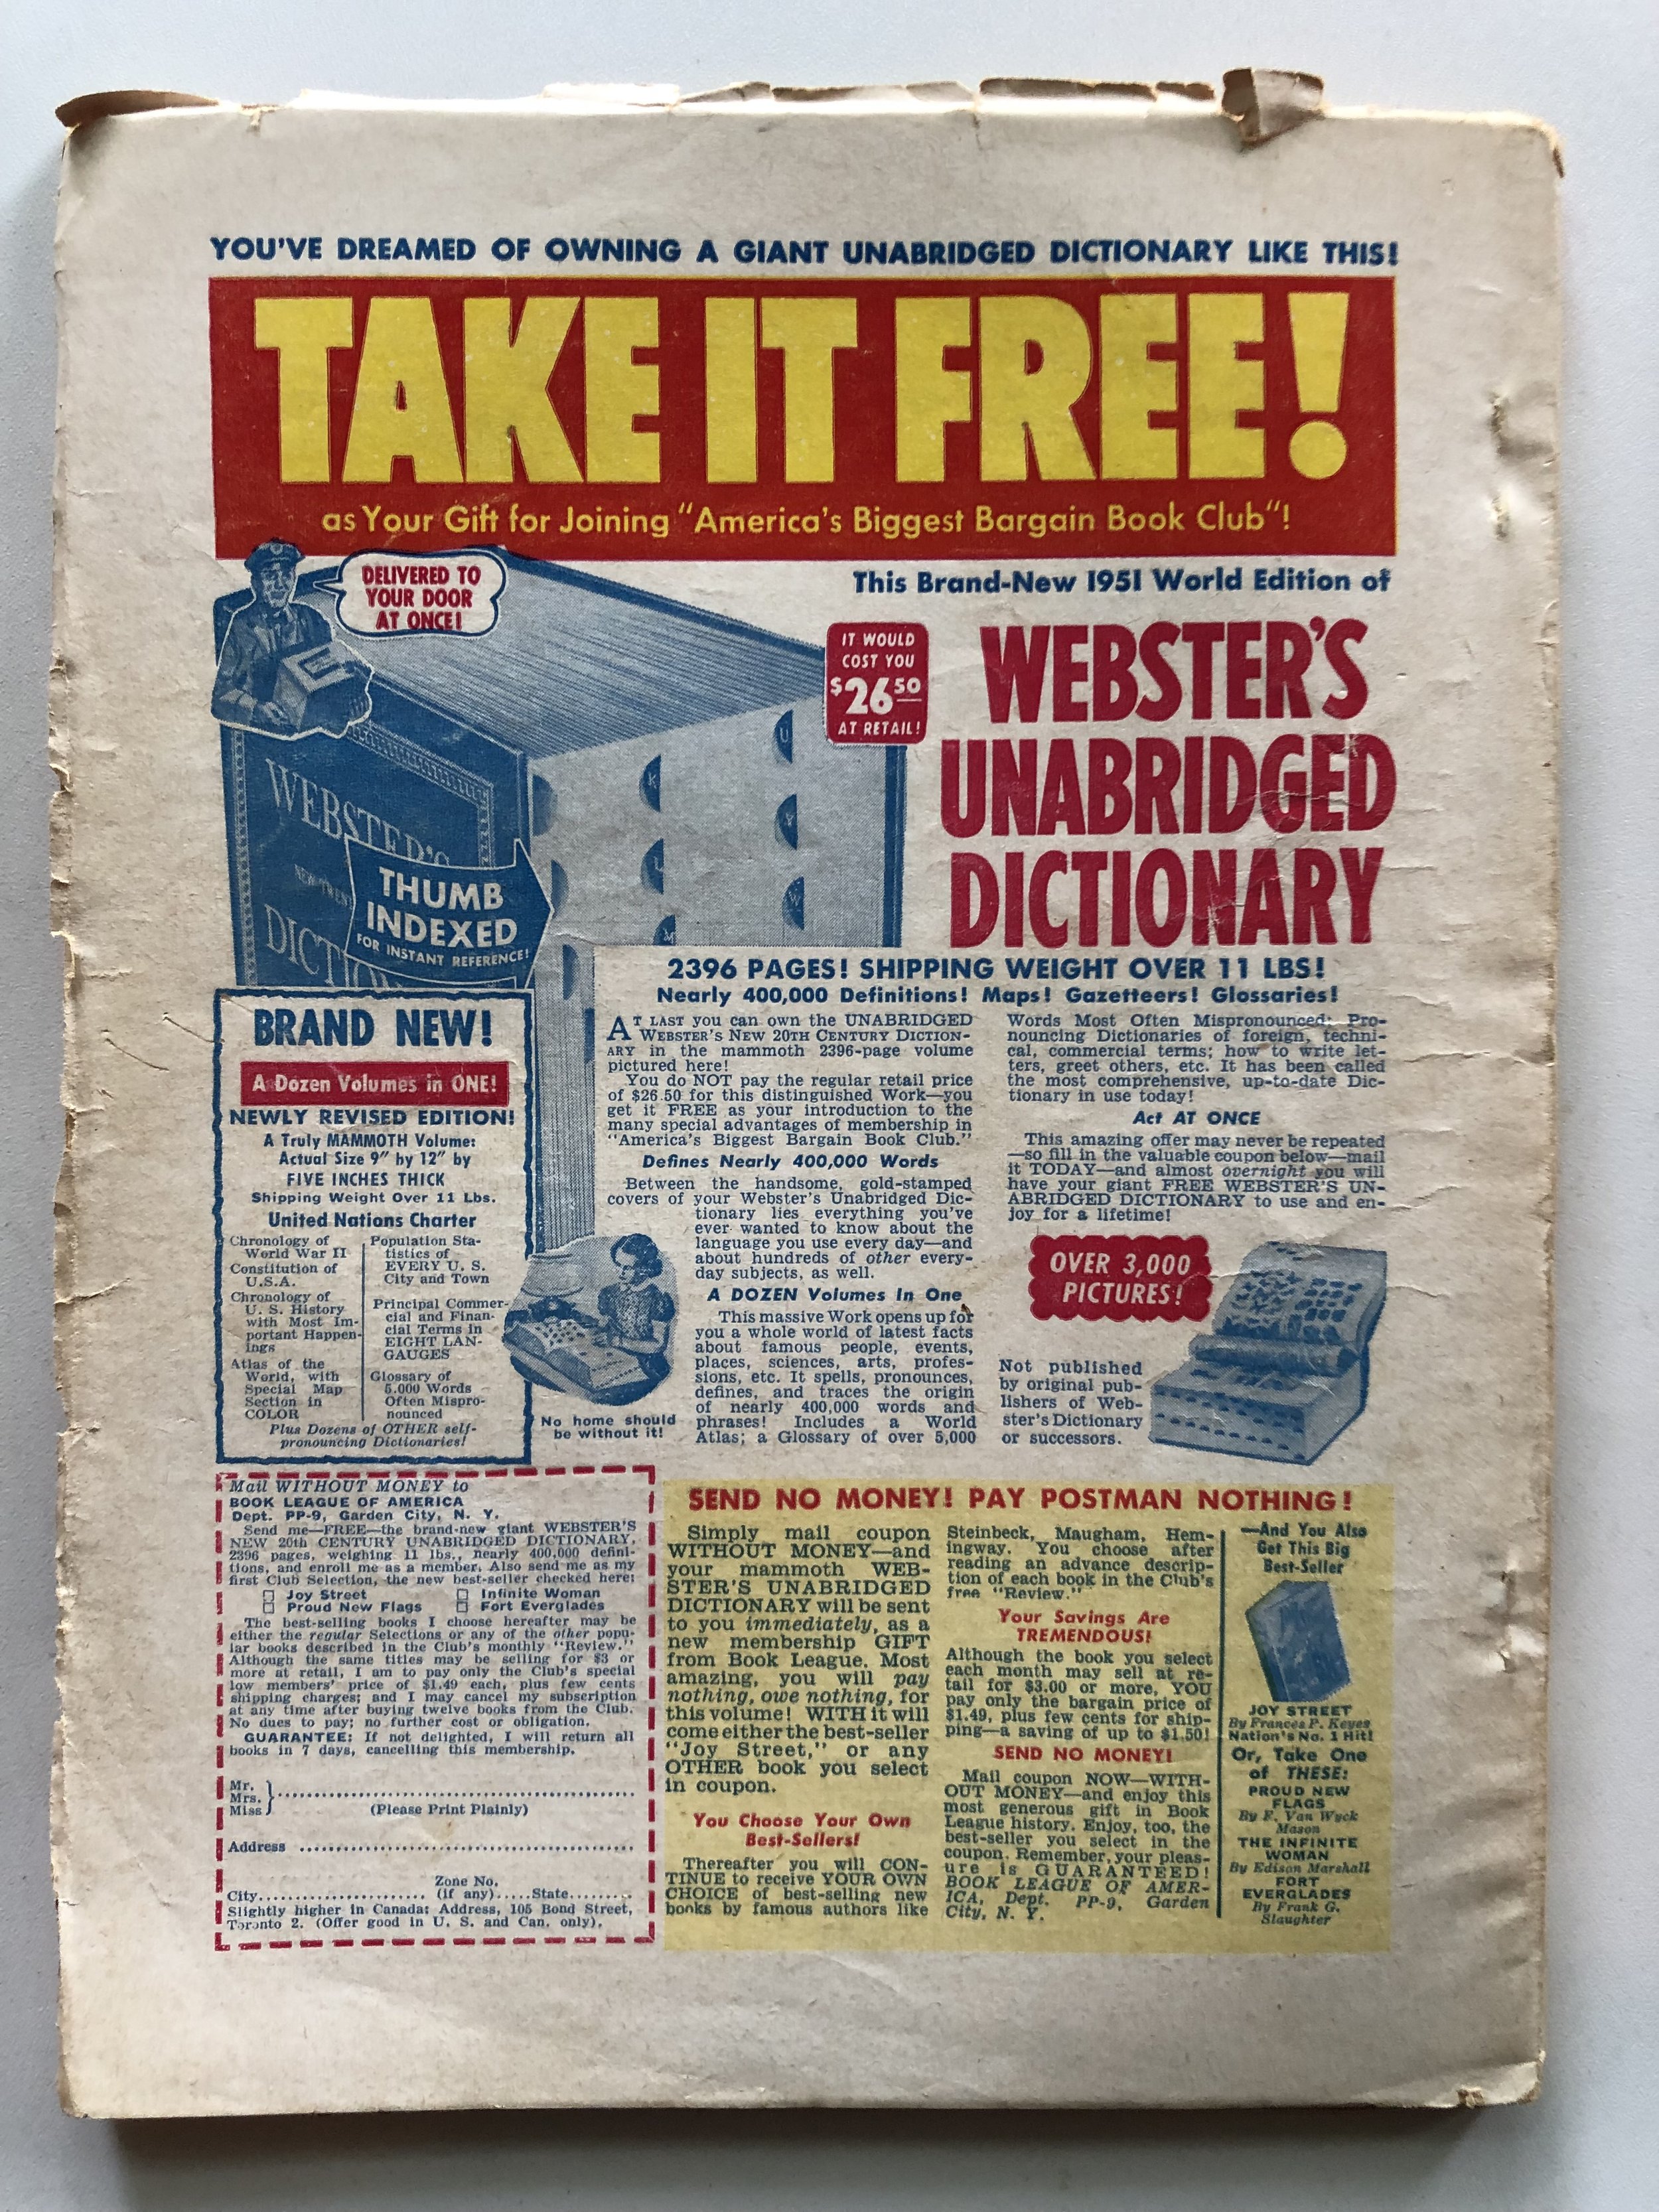 YOU'VE DREAMED OF OWNING A GIANT UNABRIDGED DICTIONARY LIKE THIS!
TAKE IT FREE!
as Your Gift for Joining "America's Biggest Bargain Book Club"!
DELIVERED TO
YOUR DOOR
AT ONCE!
This Brand-New 1951 World Edition of
IT WOULD
COST YOU
$26.50
AT RETAIL!
WEBSTER'S
UNABRIDGED
DICTIONARY
WEBSTER'S
DICTIO
THUMB
INDEXED
FOR INSTANT REFERENCE!
K
L
M
U
V
W
2396 PAGES! SHIPPING WEIGHT OVER 11 LBS!
Nearly 400,000 Definitions! Maps! Gazetteers! Glossaries!
BRAND NEW!
A Dozen Volumes in ONE!
NEWLY REVISED EDITION!
A Truly MAMMOTH Volume:
Actual Size 9" by 12" by
FIVE INCHES THICK
Shipping Weight Over 11 Lbs.
United Nations Charter
Chronology of
World War II
Constitution of
U.S.A.
Chronology of
U. S. History
with Most Im-
portant Happen-
ings
Atlas of the
World, with
Special Map
Section in
COLOR
Population Sta-
tistics of
EVERY U. S.
City and Town
Principal Commer-
cial and Finan-
cial Terms in
EIGHT LAN-
GAUGES
Glossary of
5,000 Words
Often Mispro-
nounced
Plus Dozens of OTHER self-
pronouncing Dictionaries!
No home should
be without it!
AT LAST you can own the UNABRIDGED
WEBSTER'S NEW 20TH CENTURY DICTION-
ARY in the mammoth 2396-page volume
pictured here!
You do NOT pay the regular retail price
of $26.50 for this distinguished Work—you
get it FREE as your introduction to the
many special advantages of membership in
"America's Biggest Bargain Book Club."
Defines Nearly 400,000 Words
Between the handsome, gold-stamped
covers of your Webster's Unabridged Dic-
tionary lies everything you've
ever wanted to know about the
language you use every day—and
about hundreds of other every-
day subjects, as well.
A DOZEN Volumes In One
This massive Work opens up for
you a whole world of latest facts
about famous people, events,
places, sciences, arts, profes-
sions, etc. It spells, pronounces,
defines, and traces the origin
of nearly 400,000 words and
phrases! Includes a World
Atlas; a Glossary of over 5,000
Words Most Often Mispronounced; Pro-
nouncing Dictionaries of foreign, techni-
cal, commercial terms; how to write let-
ters, greet others, etc. It has been called
the most comprehensive, up-to-date Dic-
tionary in use today!
Act AT ONCE
This amazing offer may never be repeated
—so fill in the valuable coupon below—mail
it TODAY—and almost overnight you will
have your giant FREE WEBSTER'S UN-
ABRIDGED DICTIONARY to use and en-
joy for a lifetime!
OVER 3,000
PICTURES!
Not published
by original pub-
lishers of Web-
ster's Dictionary
or successors.
Mail WITHOUT MONEY to
BOOK LEAGUE OF AMERICA
Dept. PP-9, Garden City, N. Y.
Send me—FREE—the brand-new giant WEBSTER'S
NEW 20th CENTURY UNABRIDGED DICTIONARY,
2396 pages, weighing 11 lbs., nearly 400,000 defini-
tions, and enroll me as a member. Also send me as my
first Club Selection, the new best-seller checked here:
☐ Joy Street ☐ Infinite Woman
☐ Proud New Flags ☐ Fort Everglades
The best-selling books I choose hereafter may be
either the regular Selections or any of the other popu-
lar books described in the Club's monthly "Review."
Although the same titles may be selling for $3 or
more at retail, I am to pay only the Club's special
low members' price of $1.49 each, plus few cents
shipping charges; and I may cancel my subscription
at any time after buying twelve books from the Club.
No dues to pay; no further cost or obligation.
GUARANTEE: If not delighted, I will return all
books in 7 days, cancelling this membership.
Mr.
Mrs.
Miss
(Please Print Plainly)
Address
Zone No.
City (if any) State
Slightly higher in Canada: Address, 105 Bond Street,
Toronto 2. (Offer good in U. S. and Can. only).
SEND NO MONEY! PAY POSTMAN NOTHING!
Simply mail coupon
WITHOUT MONEY—and
your mammoth WEB-
STER'S UNABRIDGED
DICTIONARY will be sent
to you immediately, as a
new membership GIFT
from Book League. Most
amazing, you will pay
nothing, owe nothing, for
this volume! WITH it will
come either the best-seller
"Joy Street," or any
OTHER book you select
in coupon.
You Choose Your Own
Best-Sellers!
Thereafter you will CON-
TINUE to receive YOUR OWN
CHOICE of best-selling new
books by famous authors like
Steinbeck, Maugham, Hem-
ingway. You choose after
reading an advance descrip-
tion of each book in the Club's
free "Review."
Your Savings Are
TREMENDOUS!
Although the book you select
each month may sell at re-
tail for $3.00 or more, YOU
pay only the bargain price of
$1.49, plus few cents for ship-
ping—a saving of up to $1.50!
SEND NO MONEY!
Mail coupon NOW—WITH-
OUT MONEY—and enjoy this
most generous gift in Book
League history. Enjoy, too, the
best-seller you select in the
coupon. Remember, your pleas-
ure is GUARANTEED!
BOOK LEAGUE OF AMER-
ICA, Dept. PP-9, Garden
City, N. Y.
—And You Also
Get This Big
Best-Seller
JOY STREET
By Frances P. Keyes
Nation's No. 1 Hit!
Or, Take One
of THESE:
PROUD NEW
FLAGS
By F. Van Wyck
Mason
THE INFINITE
WOMAN
By Edison Marshall
FORT
EVERGLADES
By Frank G.
Slaughter